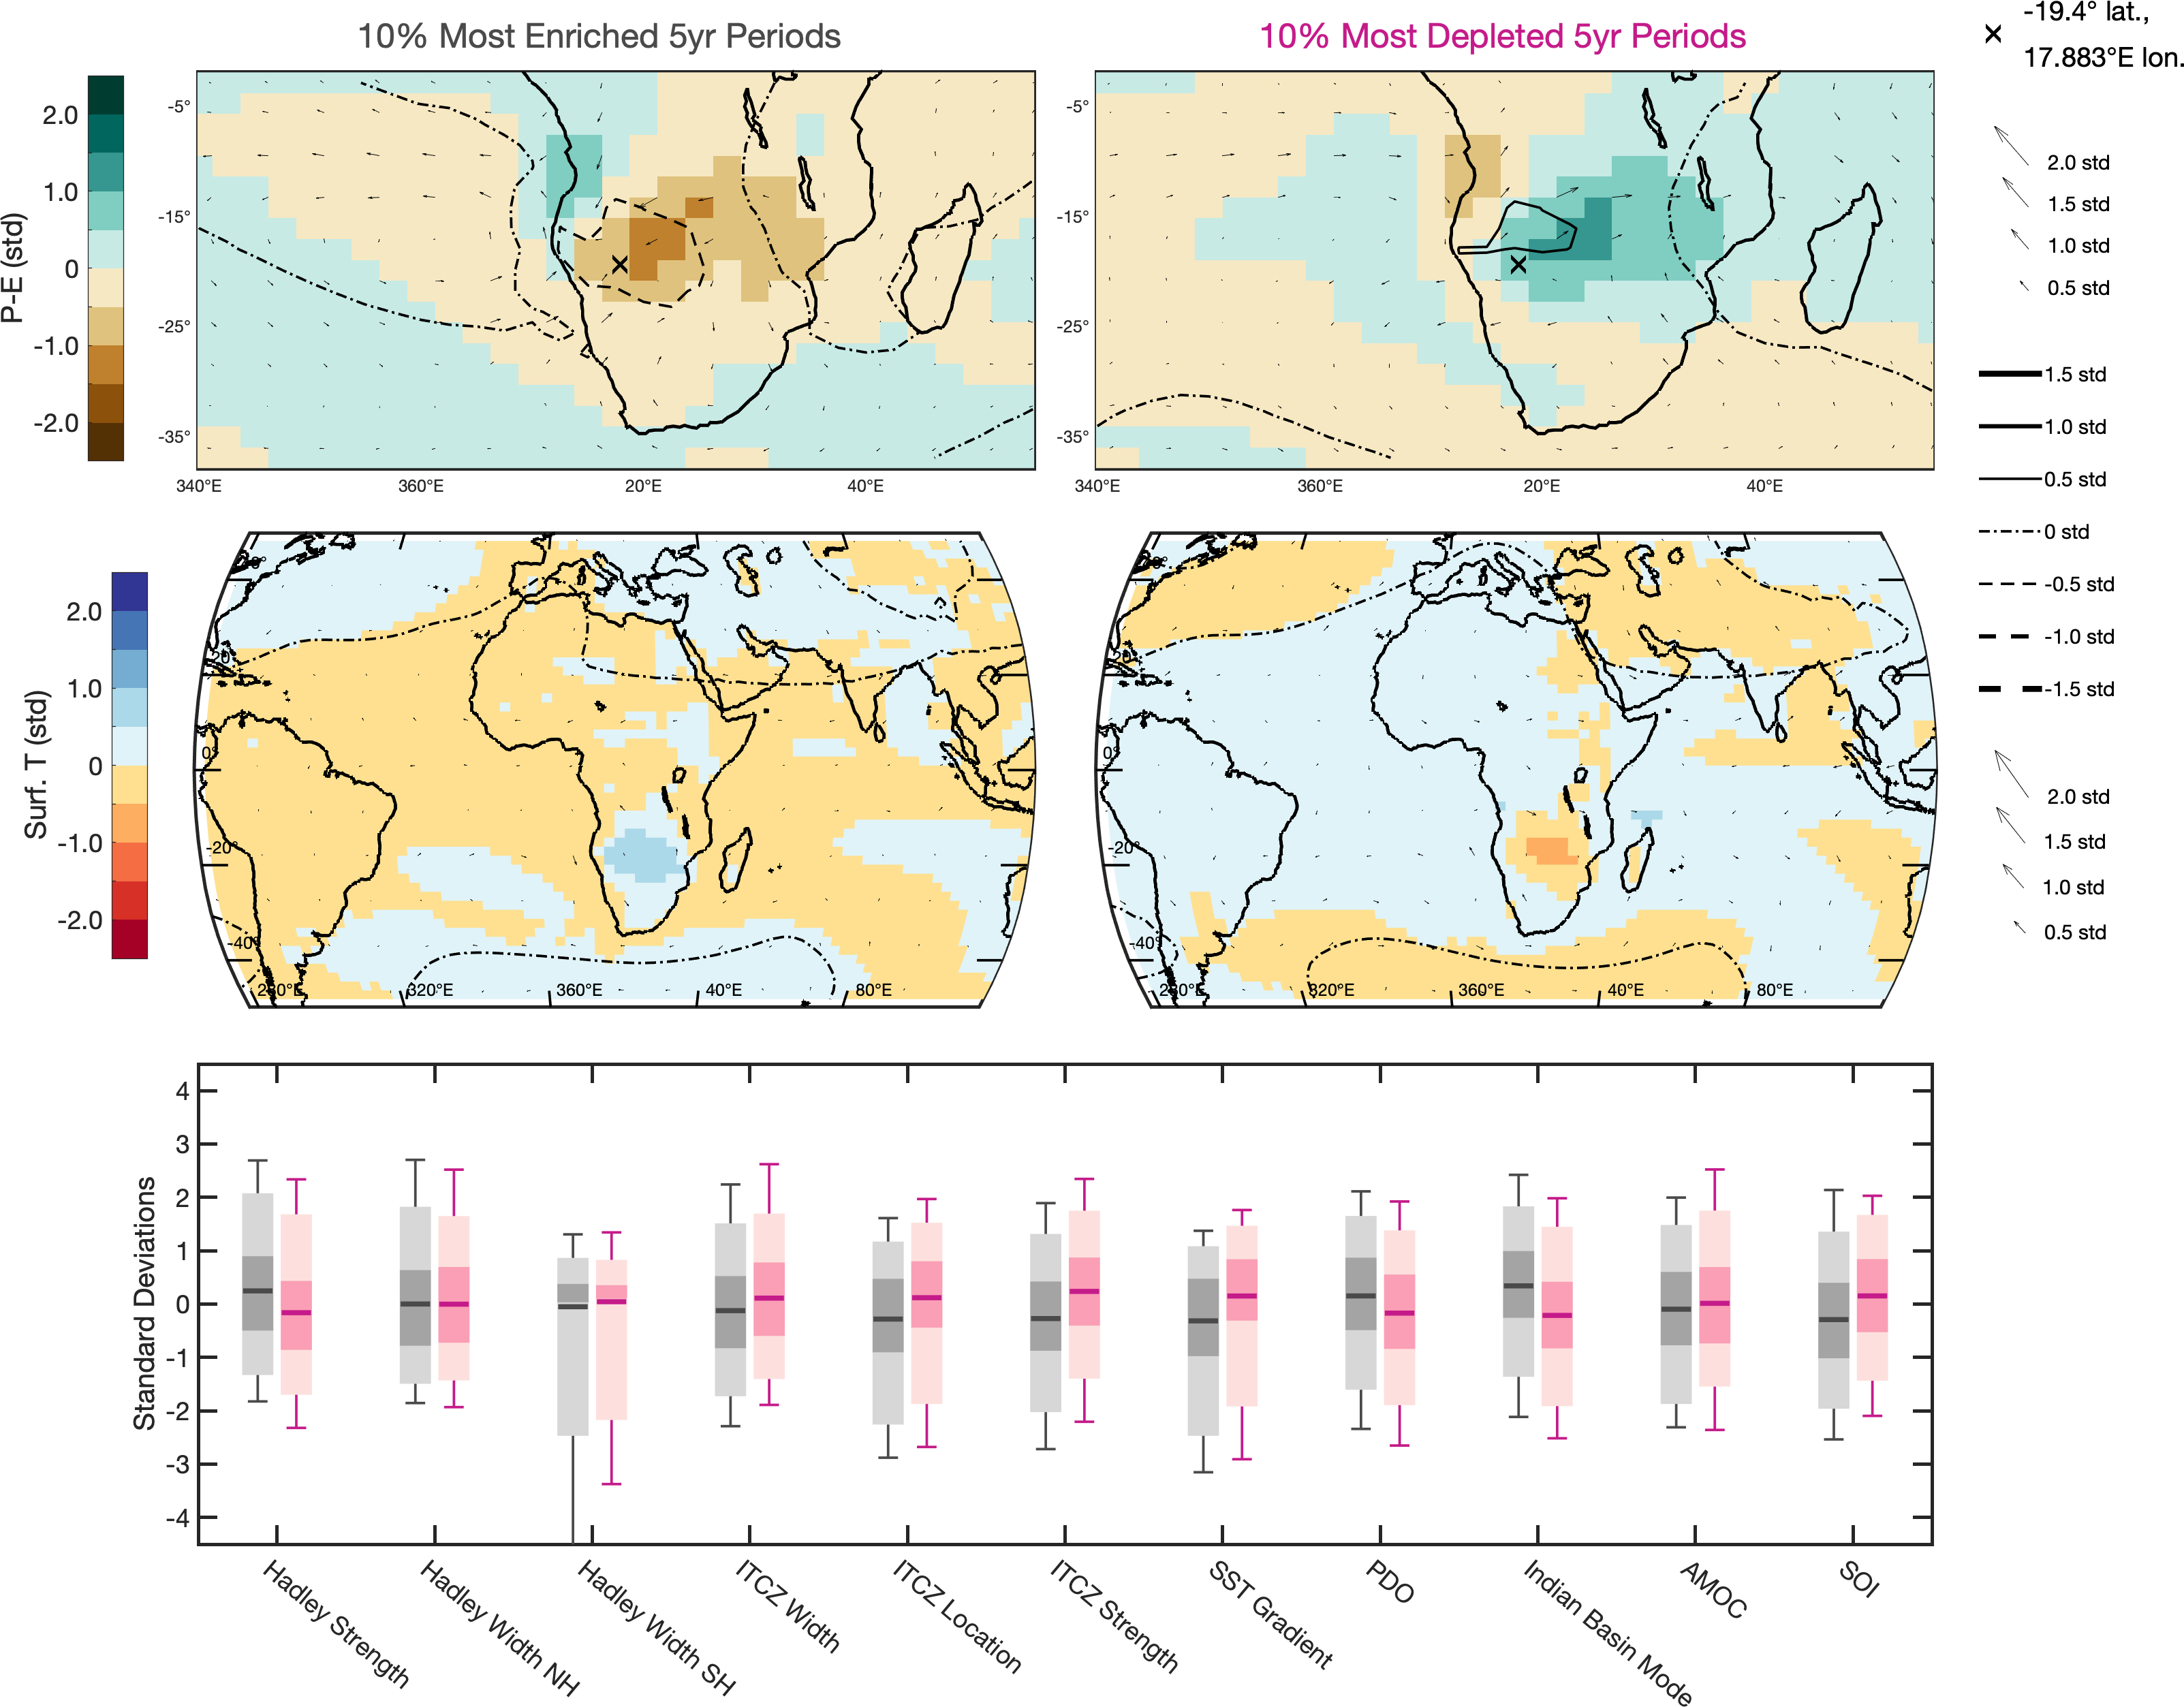 10% Most Enriched 5yr Periods
10% Most Depleted 5yr Periods
-19.4° lat.,
17.883°E lon.
P-E (std)
2.0
1.0
0
-1.0
-2.0
-5°
-15°
-25°
-35°
340°E
360°E
20°E
40°E
-5°
-15°
-25°
-35°
340°E
360°E
20°E
40°E
2.0 std
1.5 std
1.0 std
0.5 std
1.5 std
1.0 std
0.5 std
0 std
-0.5 std
-1.0 std
-1.5 std
Surf. T (std)
2.0
1.0
0
-1.0
-2.0
20°
0°
-20°
-40°
280°E
320°E
360°E
40°E
80°E
20°
0°
-20°
-40°
280°E
320°E
360°E
40°E
80°E
2.0 std
1.5 std
1.0 std
0.5 std
Standard Deviations
4
3
2
1
0
-1
-2
-3
-4
Hadley Strength
Hadley Width NH
Hadley Width SH
ITCZ Width
ITCZ Location
ITCZ Strength
SST Gradient
PDO
Indian Basin Mode
AMOC
SOI